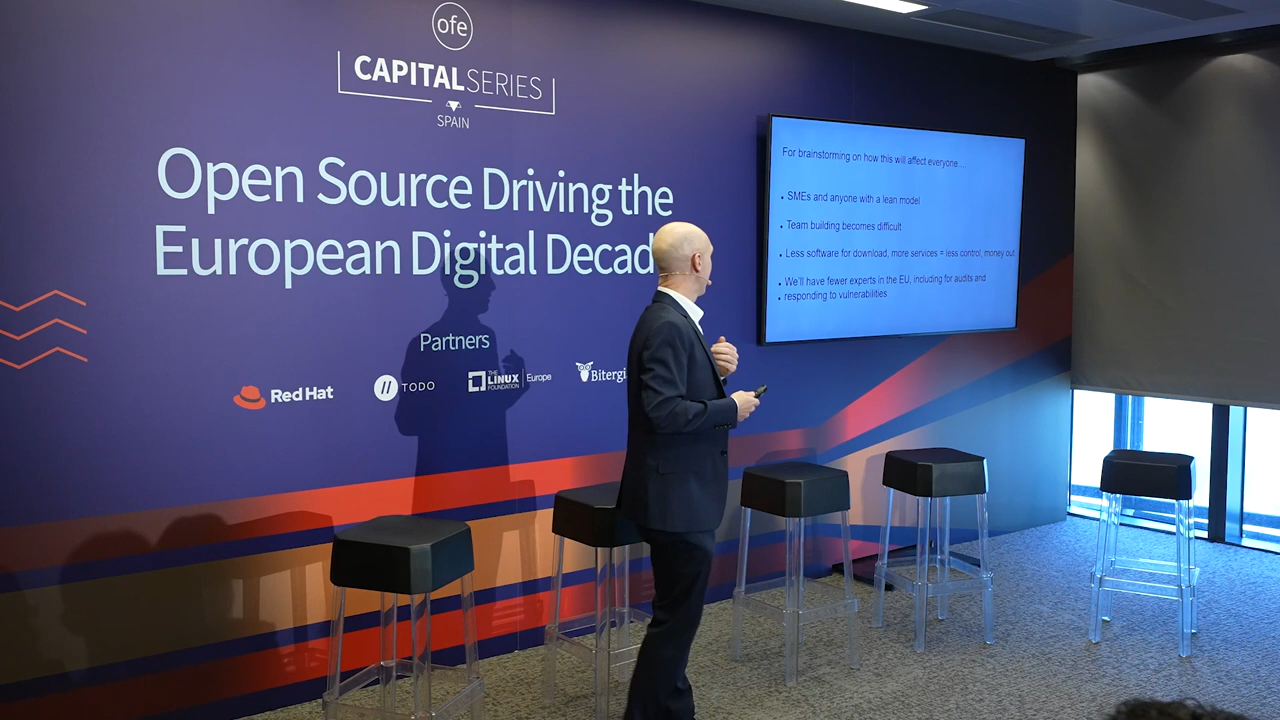 ofe
CAPITALSERIES
SPAIN
Open Source Driving the
European Digital Decad
Partners
Red Hat
TODO
THE LINUX FOUNDATION Europe
Bitergi
For brainstorming on how this will affect everyone....
• SMEs and anyone with a lean model
• Team building becomes difficult
• Less software for download, more services = less control, money out
• We'll have fewer experts in the EU, including for audits and
• responding to vulnerabilities